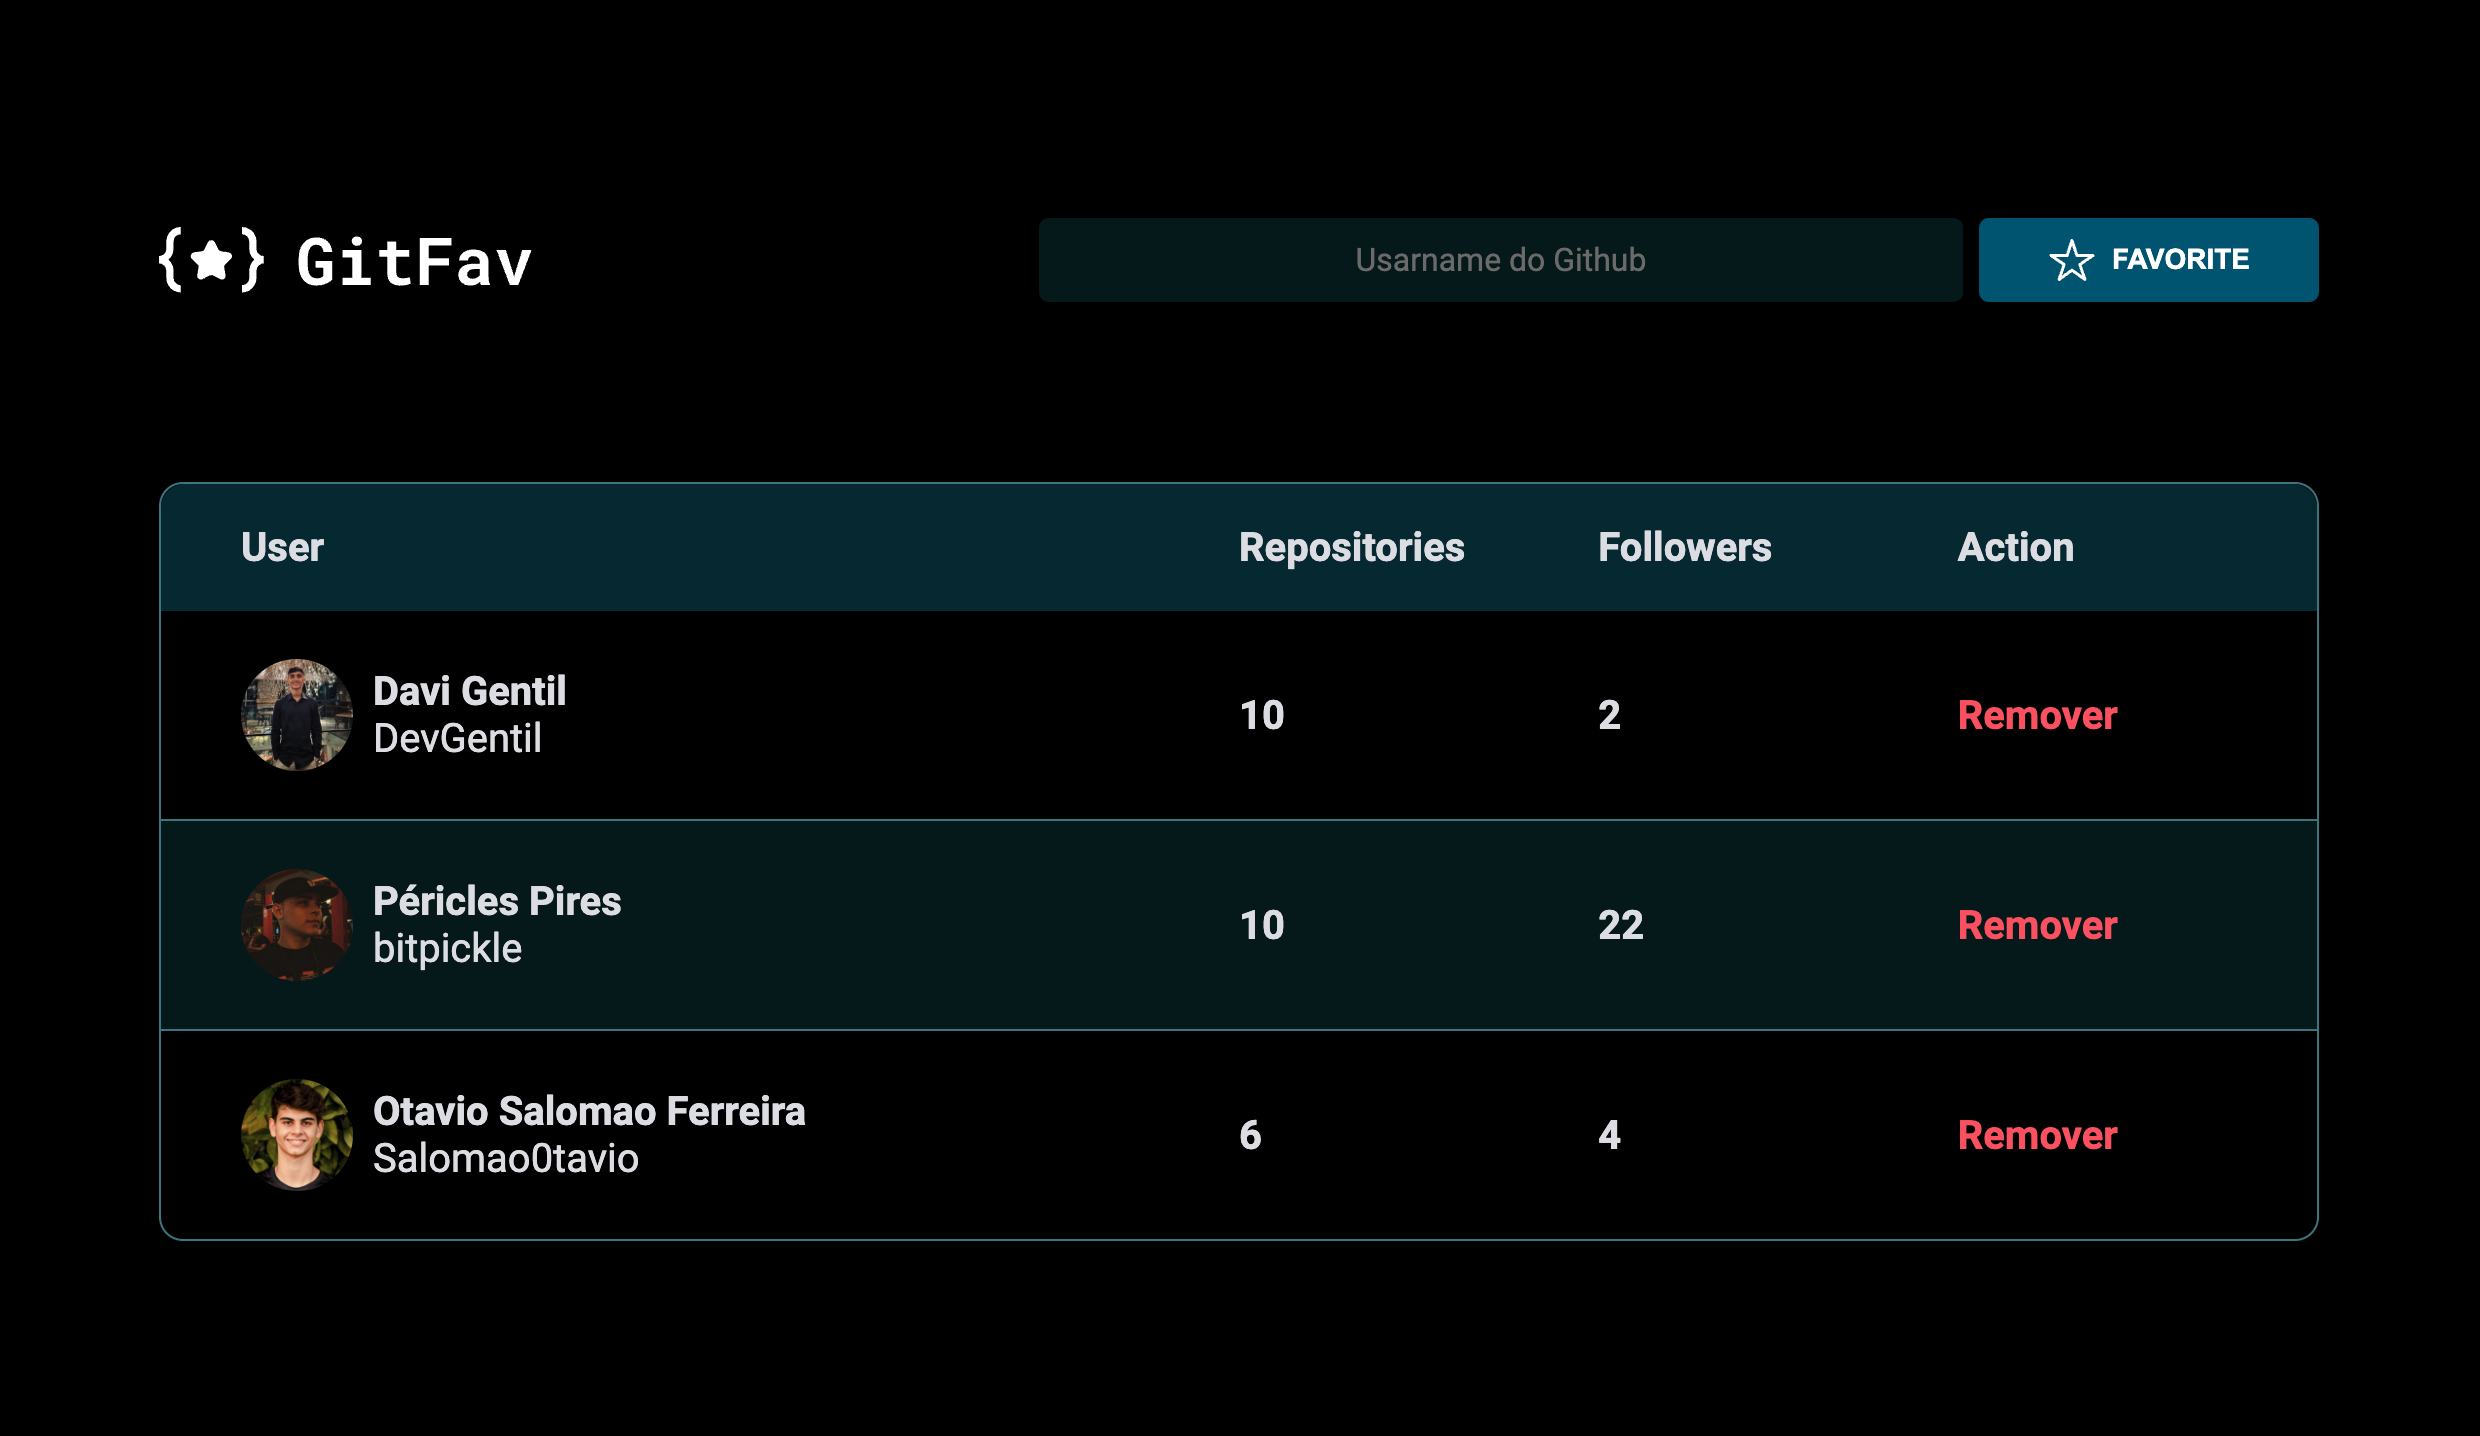 GitFav
Usarname do Github
FAVORITE
User Repositories Followers Action
Davi Gentil
DevGentil
10 2 Remover
Péricles Pires
bitpickle
10 22 Remover
Otavio Salomao Ferreira
Salomao0tavio
6 4 Remover